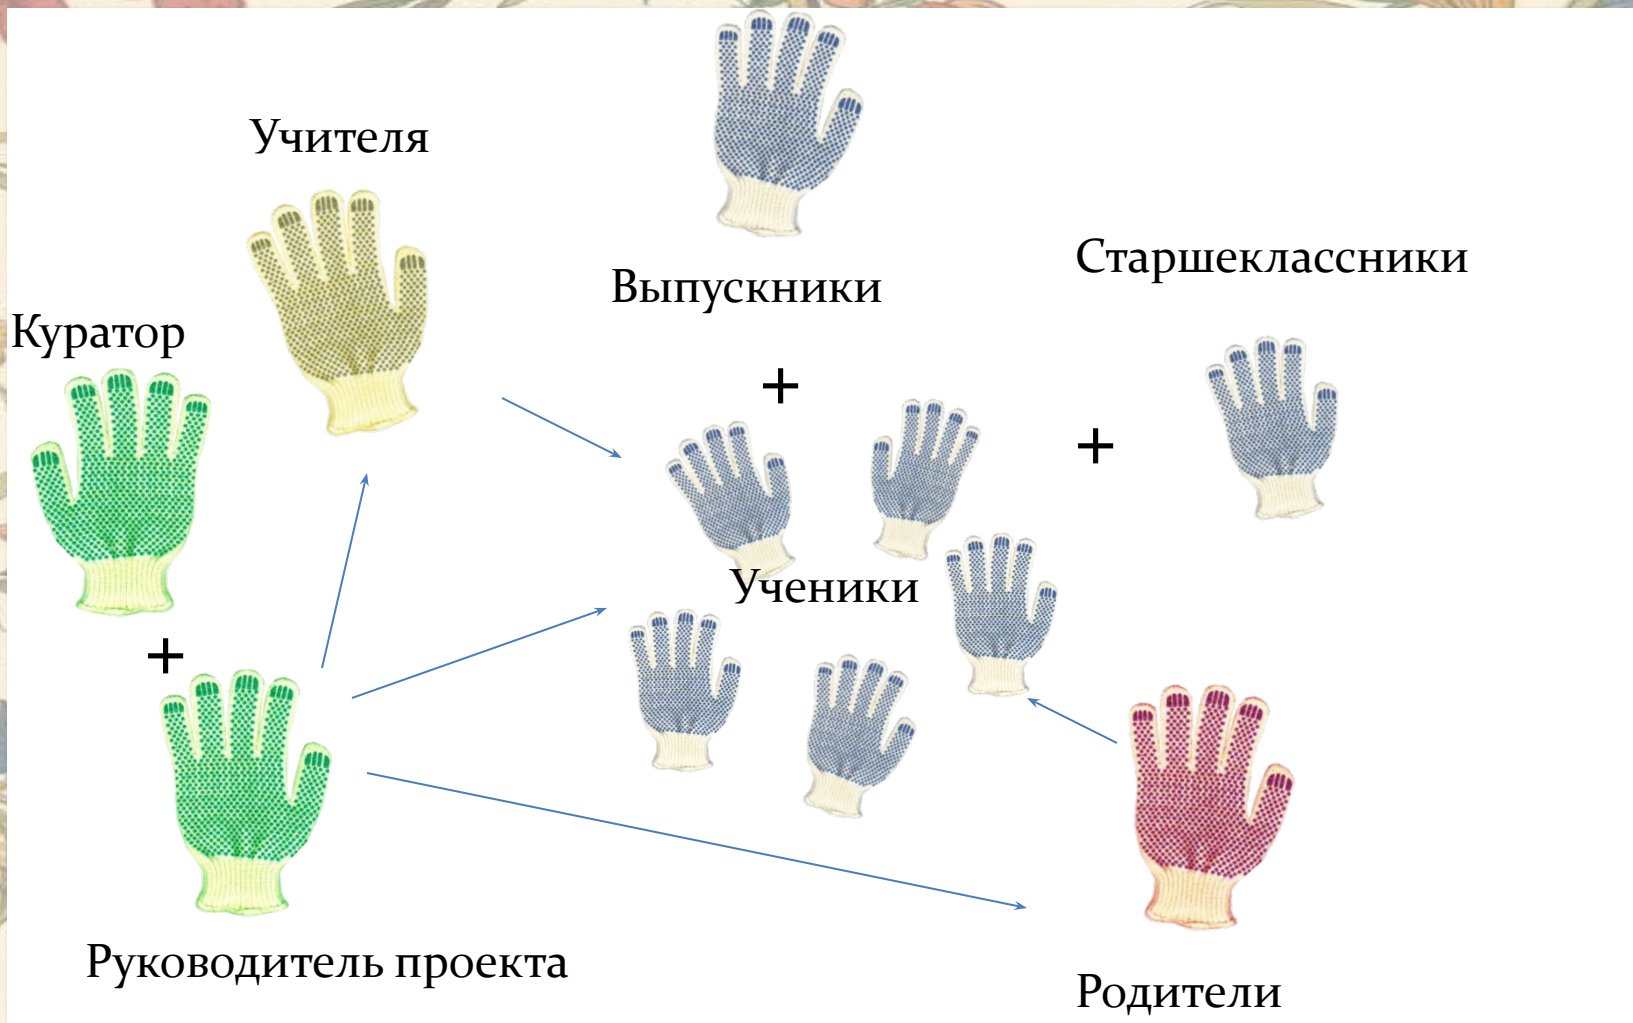 Учителя
Выпускники
Старшеклассники
Куратор
+
+
Ученики
+
Руководитель проекта
Родители